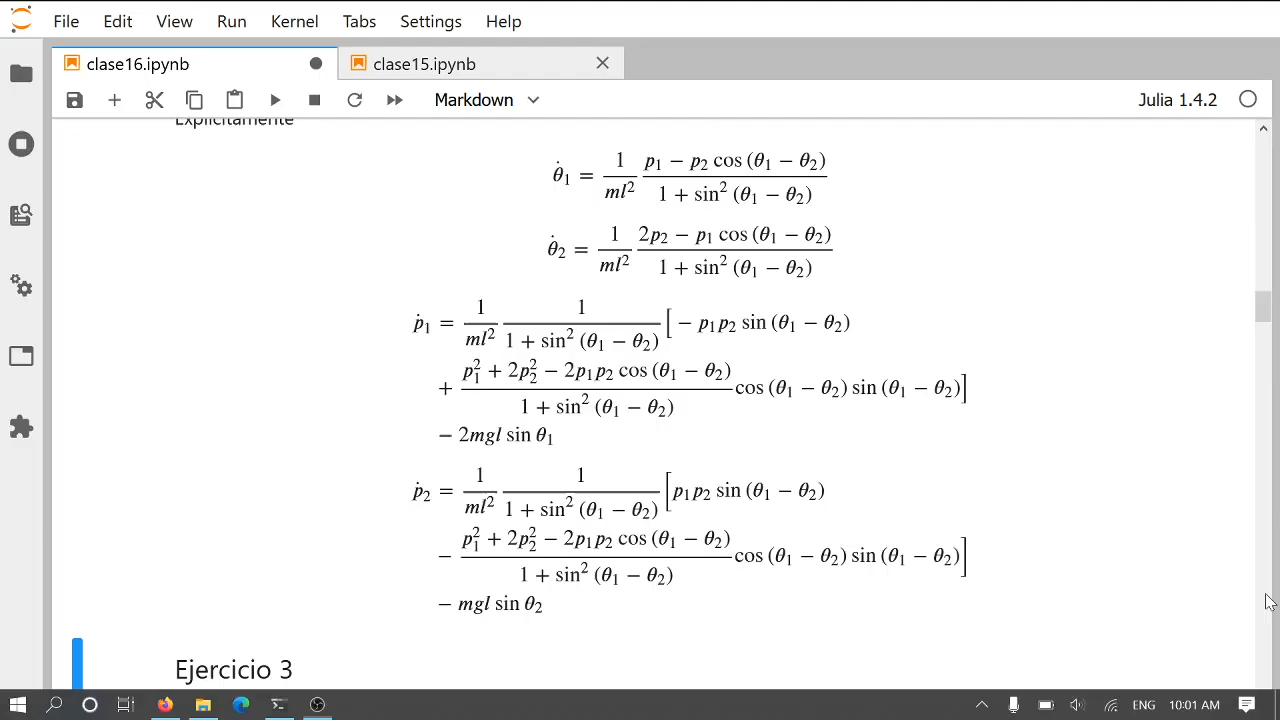 File Edit View Run Kernel Tabs Settings Help
clase16.ipynb clase15.ipynb
Markdown Julia 1.4.2
Explícitamente
θ̇₁ = 1/(ml²) (p₁ − p₂ cos (θ₁ − θ₂))/(1 + sin² (θ₁ − θ₂))
θ̇₂ = 1/(ml²) (2p₂ − p₁ cos (θ₁ − θ₂))/(1 + sin² (θ₁ − θ₂))
ṗ₁ = 1/(ml²) 1/(1 + sin² (θ₁ − θ₂)) [ − p₁p₂ sin (θ₁ − θ₂)
+ (p₁² + 2p₂² − 2p₁p₂ cos (θ₁ − θ₂))/(1 + sin² (θ₁ − θ₂)) cos (θ₁ − θ₂) sin (θ₁ − θ₂)]
− 2mgl sin θ₁
ṗ₂ = 1/(ml²) 1/(1 + sin² (θ₁ − θ₂)) [p₁p₂ sin (θ₁ − θ₂)
− (p₁² + 2p₂² − 2p₁p₂ cos (θ₁ − θ₂))/(1 + sin² (θ₁ − θ₂)) cos (θ₁ − θ₂) sin (θ₁ − θ₂)]
− mgl sin θ₂
Ejercicio 3
ENG 10:01 AM